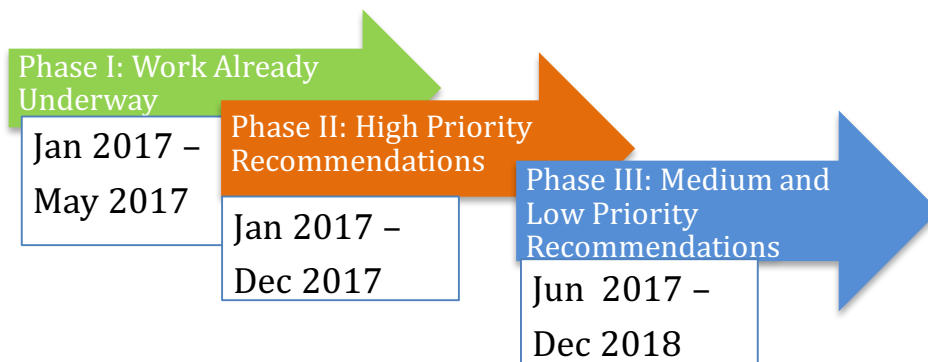 Phase I: Work Already
Underway
Jan 2017 –
May 2017
Phase II: High Priority
Recommendations
Jan 2017 –
Dec 2017
Phase III: Medium and
Low Priority
Recommendations
Jun  2017 –
Dec 2018